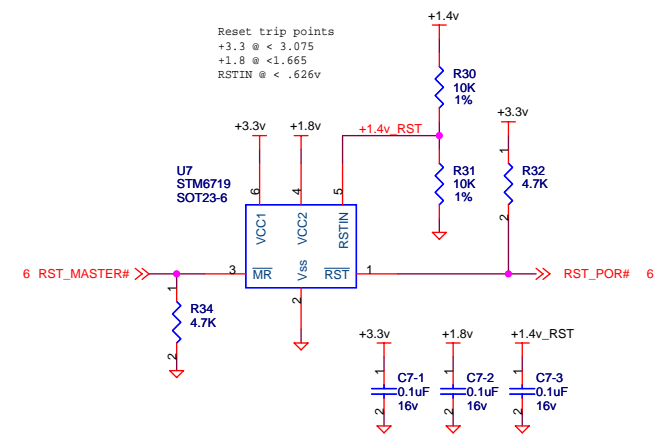 Reset trip points
+3.3 @ < 3.075
+1.8 @ <1.665
RSTIN @ < .626v
+1.4v
R30
10K
1%
+3.3v
+3.3v
+1.8v
+1.4v_RST
U7
STM6719
SOT23-6
6
4
5
VCC1
VCC2
RSTIN
R31
10K
1%
1
R32
4.7K
2
6 RST_MASTER#
3
MR
Vss
RST
1
RST_POR# 6
2
1
R34
4.7K
2
+3.3v
+1.8v
+1.4v_RST
1
C7-1
0.1uF
16v
2
1
C7-2
0.1uF
16v
2
1
C7-3
0.1uF
16v
2